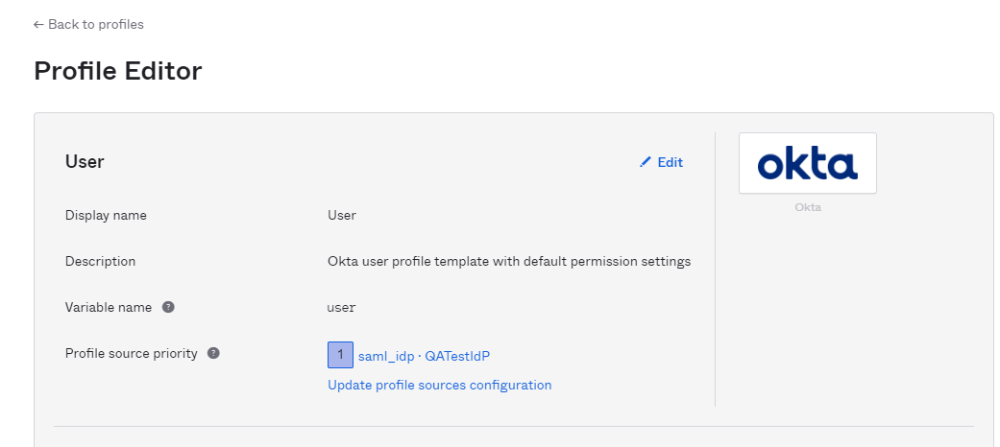 ← Back to profiles
Profile Editor
User
Edit
okta
Okta
Display name
User
Description
Okta user profile template with default permission settings
Variable name ?
user
Profile source priority ?
1 saml_idp · QATestIdP
Update profile sources configuration